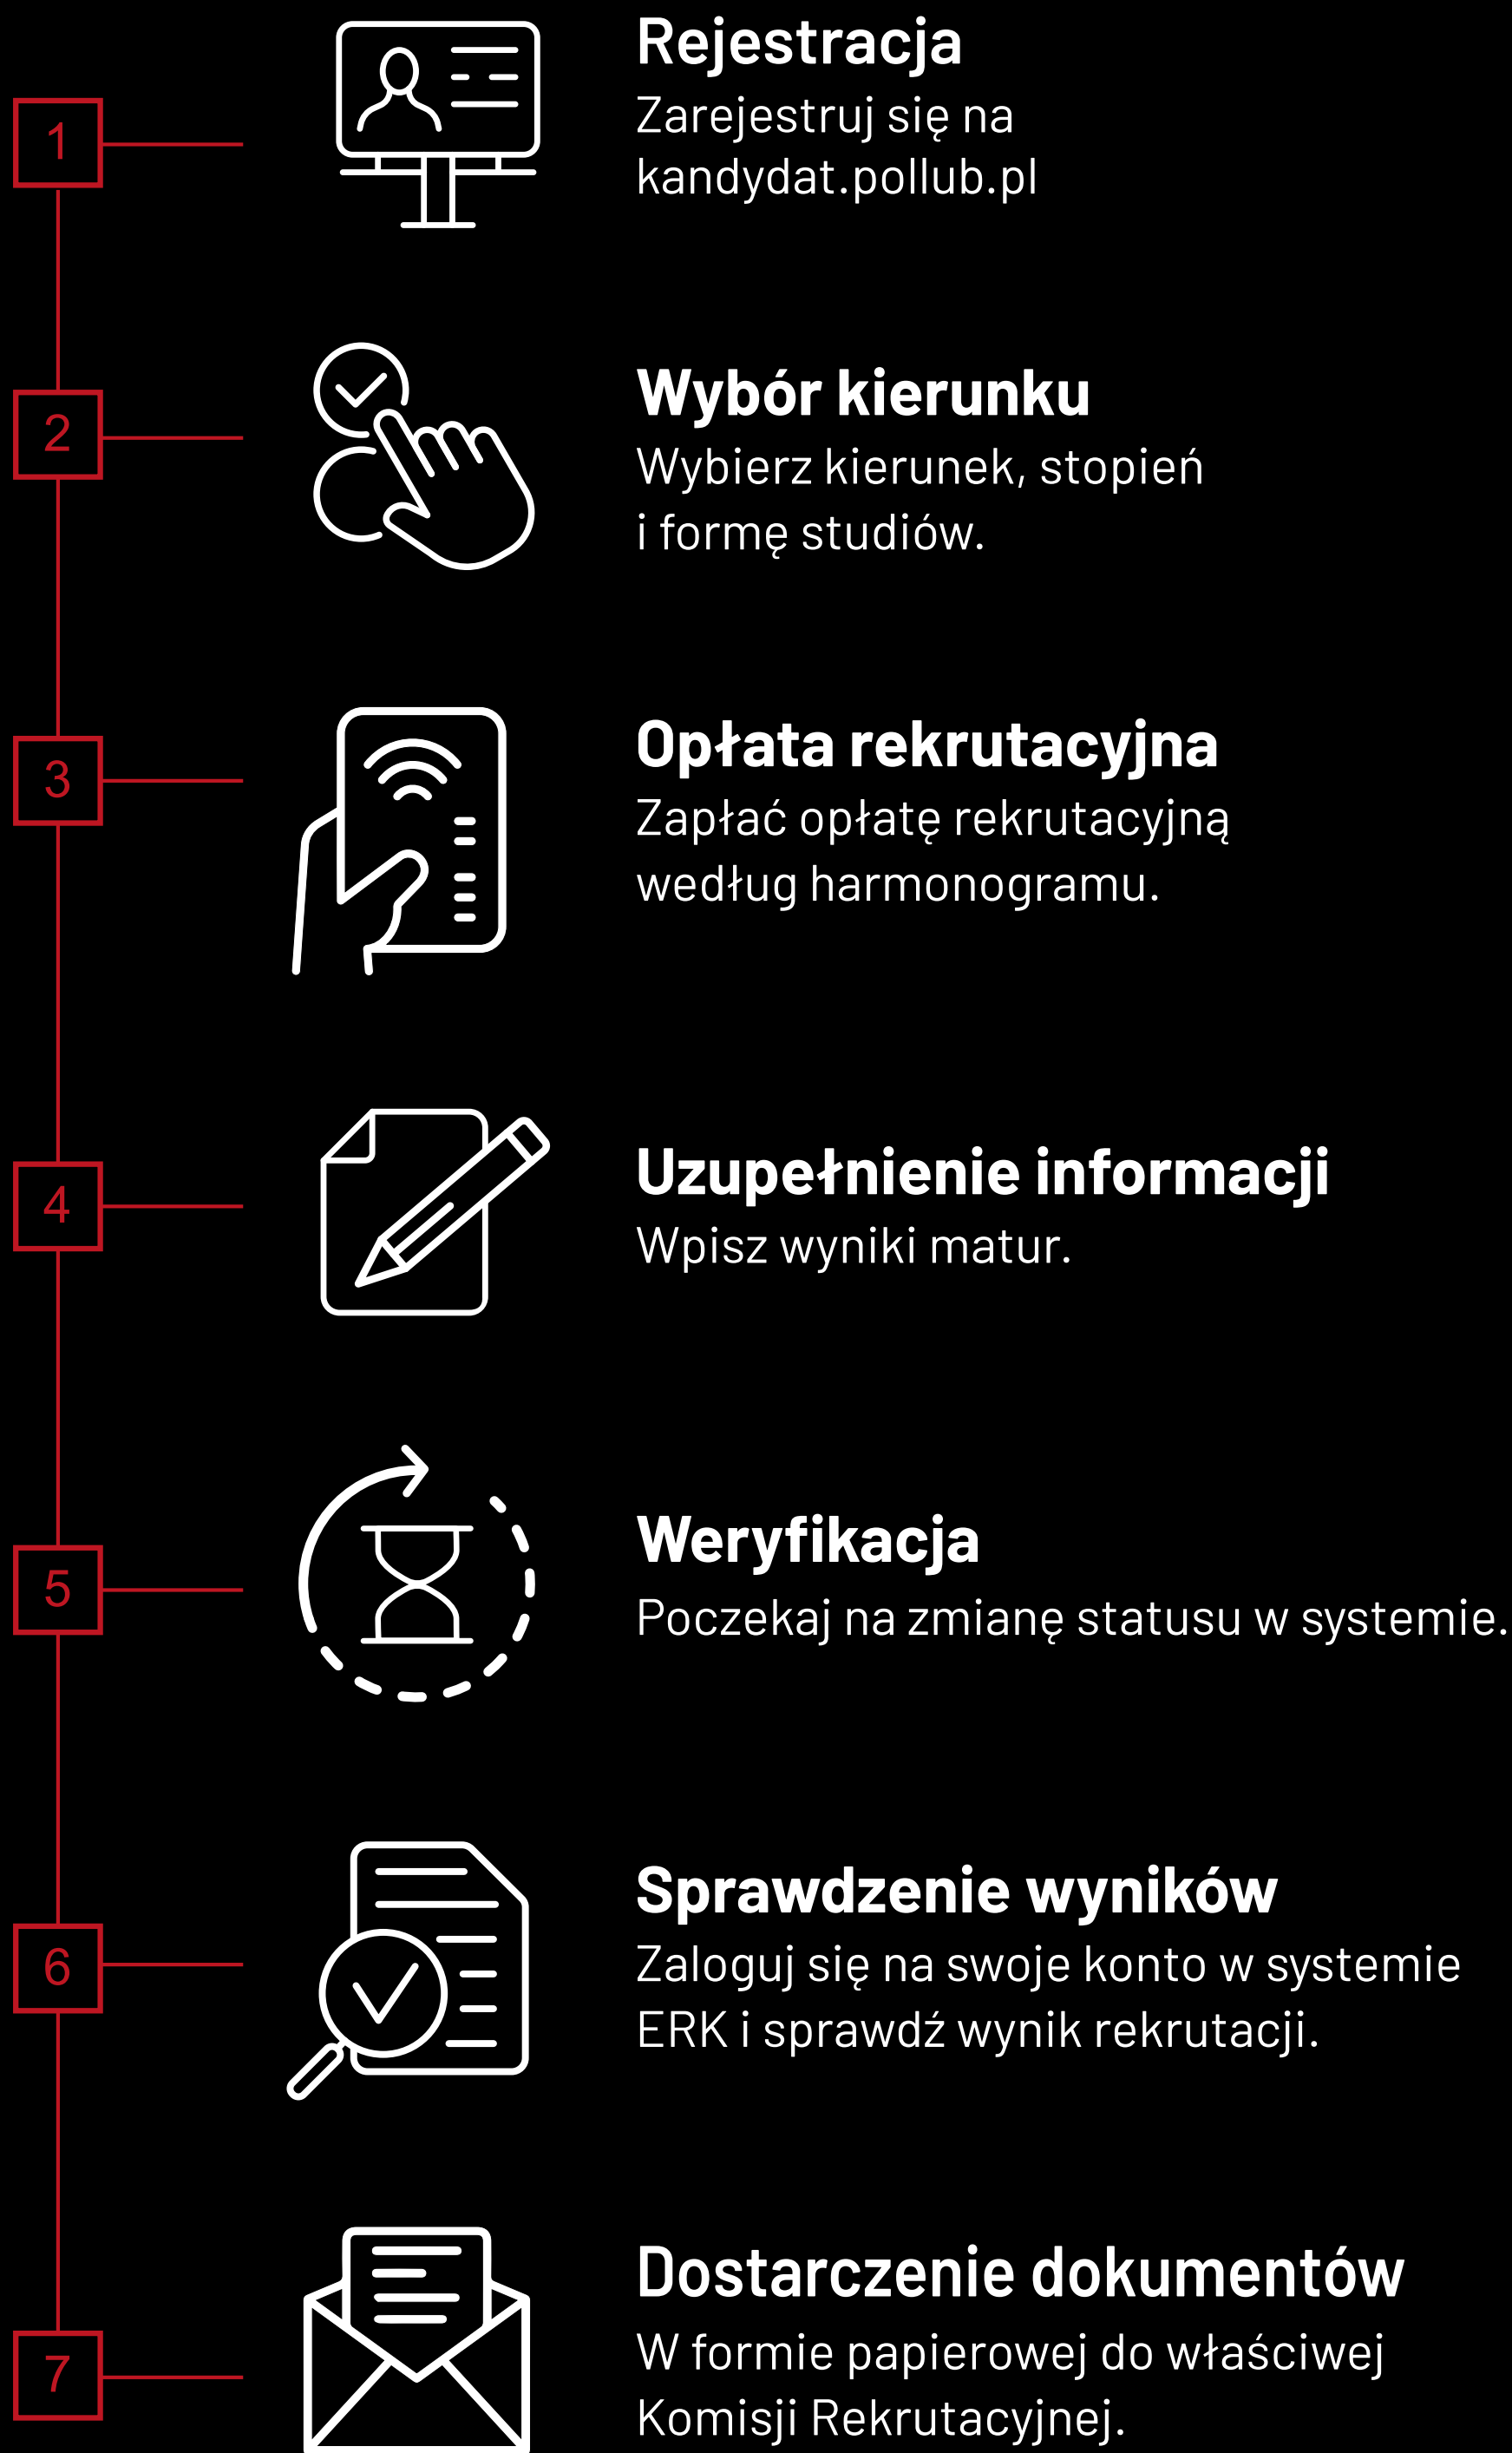 1
Rejestracja
Zarejestruj się na
kandydat.pollub.pl
2
Wybór kierunku
Wybierz kierunek, stopień
i formę studiów.
3
Opłata rekrutacyjna
Zapłać opłatę rekrutacyjną
według harmonogramu.
4
Uzupełnienie informacji
Wpisz wyniki matur.
5
Weryfikacja
Poczekaj na zmianę statusu w systemie.
6
Sprawdzenie wyników
Zaloguj się na swoje konto w systemie
ERK i sprawdź wynik rekrutacji.
7
Dostarczenie dokumentów
W formie papierowej do właściwej
Komisji Rekrutacyjnej.